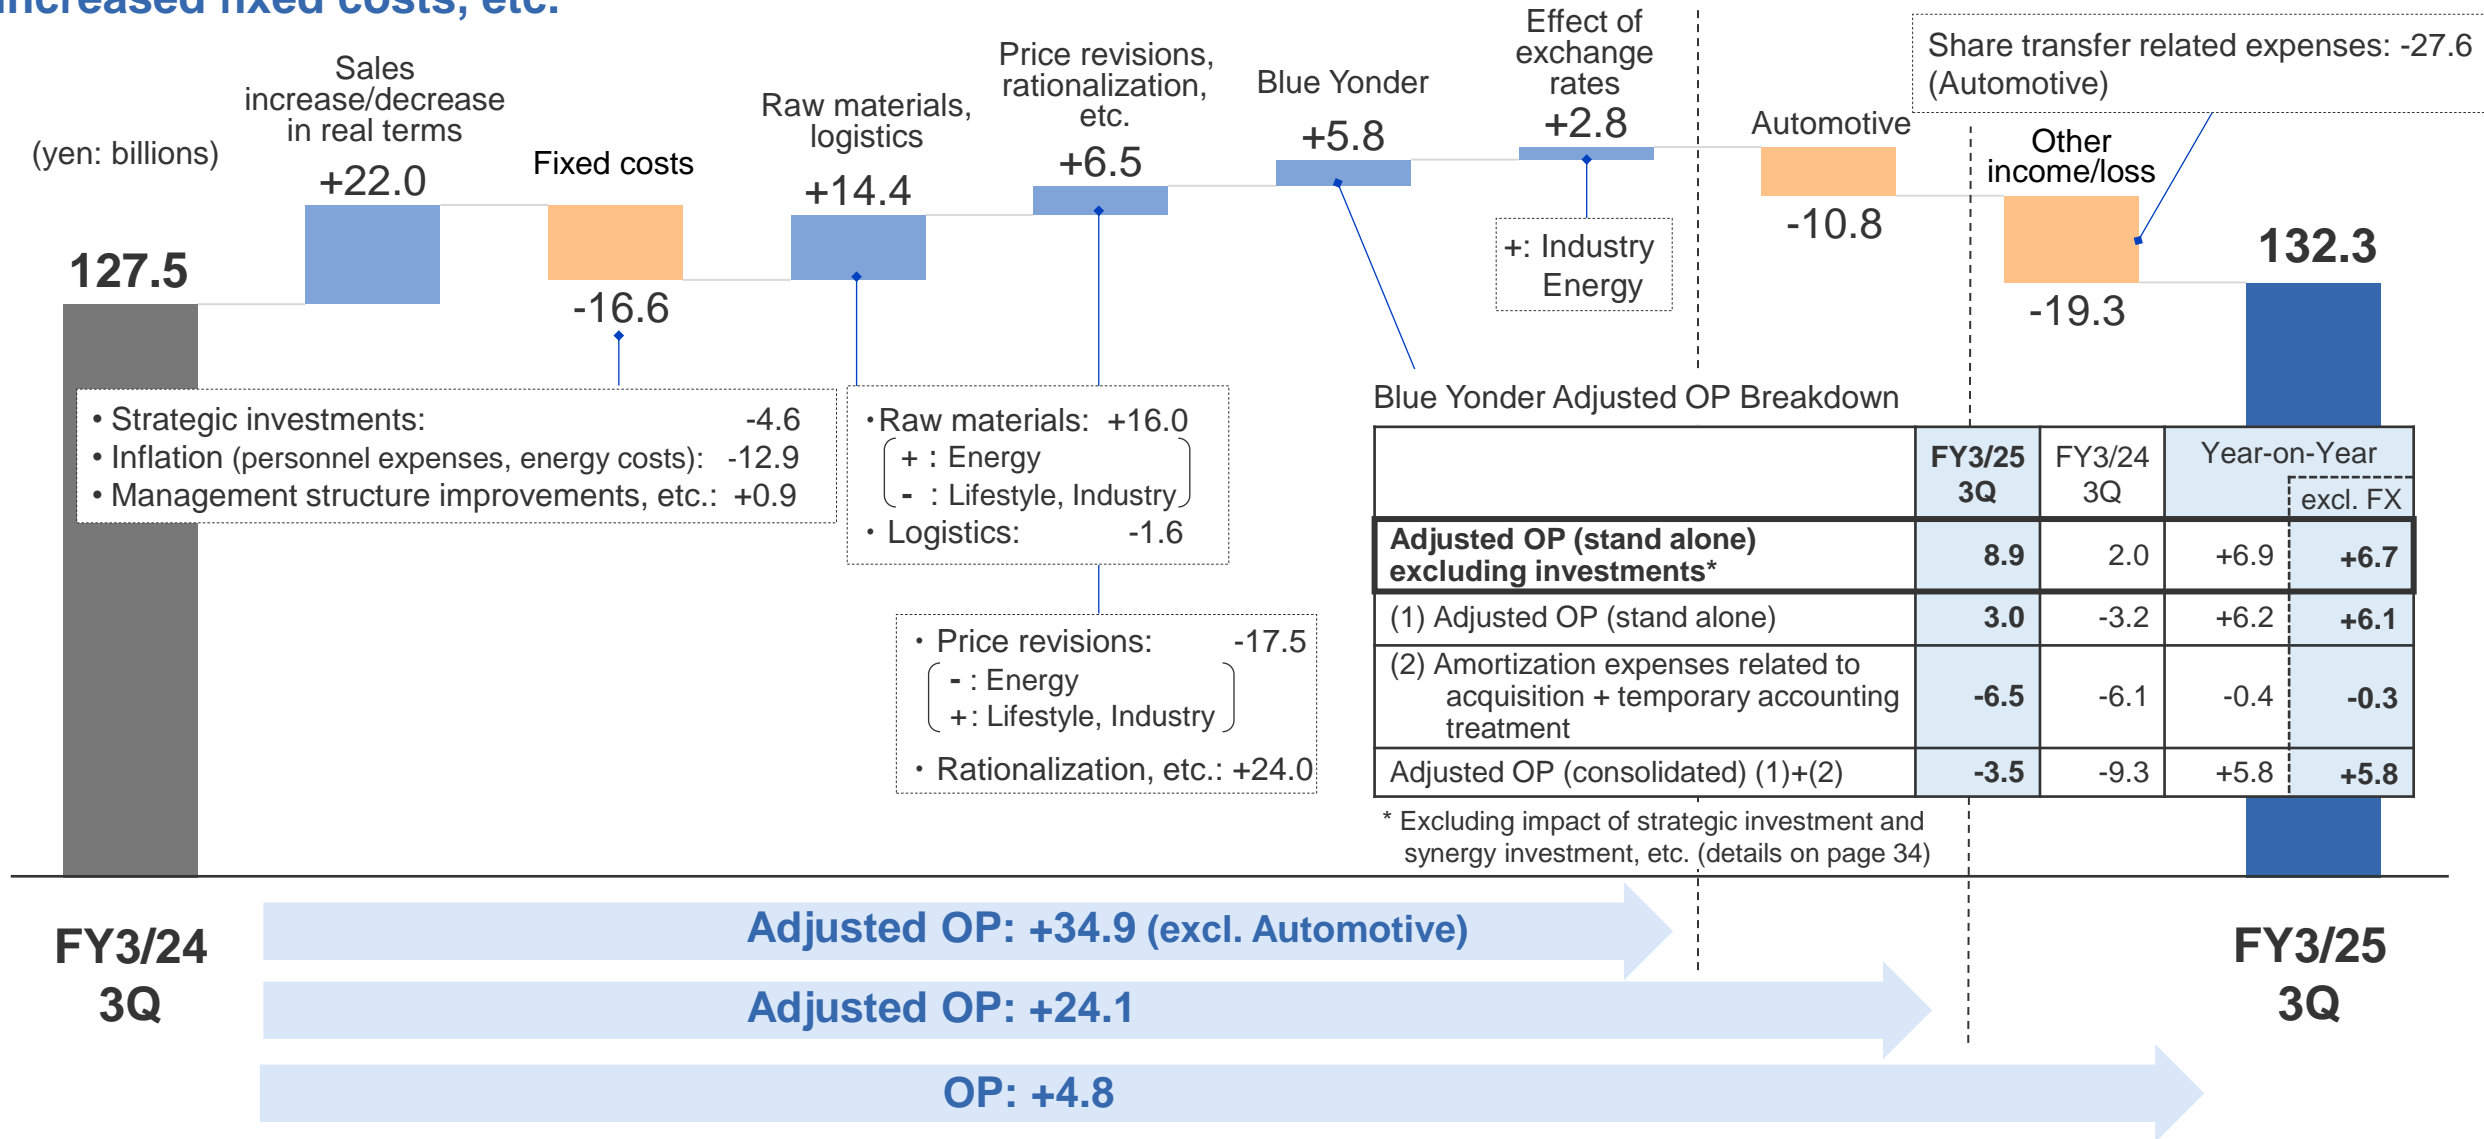 increased fixed costs, etc.
(yen: billions)
127.5
Sales
increase/decrease
in real terms
+22.0
Fixed costs
-16.6
Raw materials,
logistics
+14.4
Price revisions,
rationalization,
etc.
+6.5
Blue Yonder
+5.8
Effect of
exchange
rates
+2.8
Automotive
-10.8
Other
income/loss
-19.3
132.3
Share transfer related expenses: -27.6
(Automotive)
+: Industry
Energy
• Strategic investments: -4.6
• Inflation (personnel expenses, energy costs): -12.9
• Management structure improvements, etc.: +0.9
・Raw materials: +16.0
+ : Energy
- : Lifestyle, Industry
・Logistics: -1.6
・Price revisions: -17.5
- : Energy
+: Lifestyle, Industry
・Rationalization, etc.: +24.0
Blue Yonder Adjusted OP Breakdown
FY3/25 FY3/24 Year-on-Year
3Q 3Q excl. FX
Adjusted OP (stand alone)
excluding investments* 8.9 2.0 +6.9 +6.7
(1) Adjusted OP (stand alone) 3.0 -3.2 +6.2 +6.1
(2) Amortization expenses related to
acquisition + temporary accounting -6.5 -6.1 -0.4 -0.3
treatment
Adjusted OP (consolidated) (1)+(2) -3.5 -9.3 +5.8 +5.8
* Excluding impact of strategic investment and
synergy investment, etc. (details on page 34)
FY3/24
3Q
Adjusted OP: +34.9 (excl. Automotive)
Adjusted OP: +24.1
OP: +4.8
FY3/25
3Q